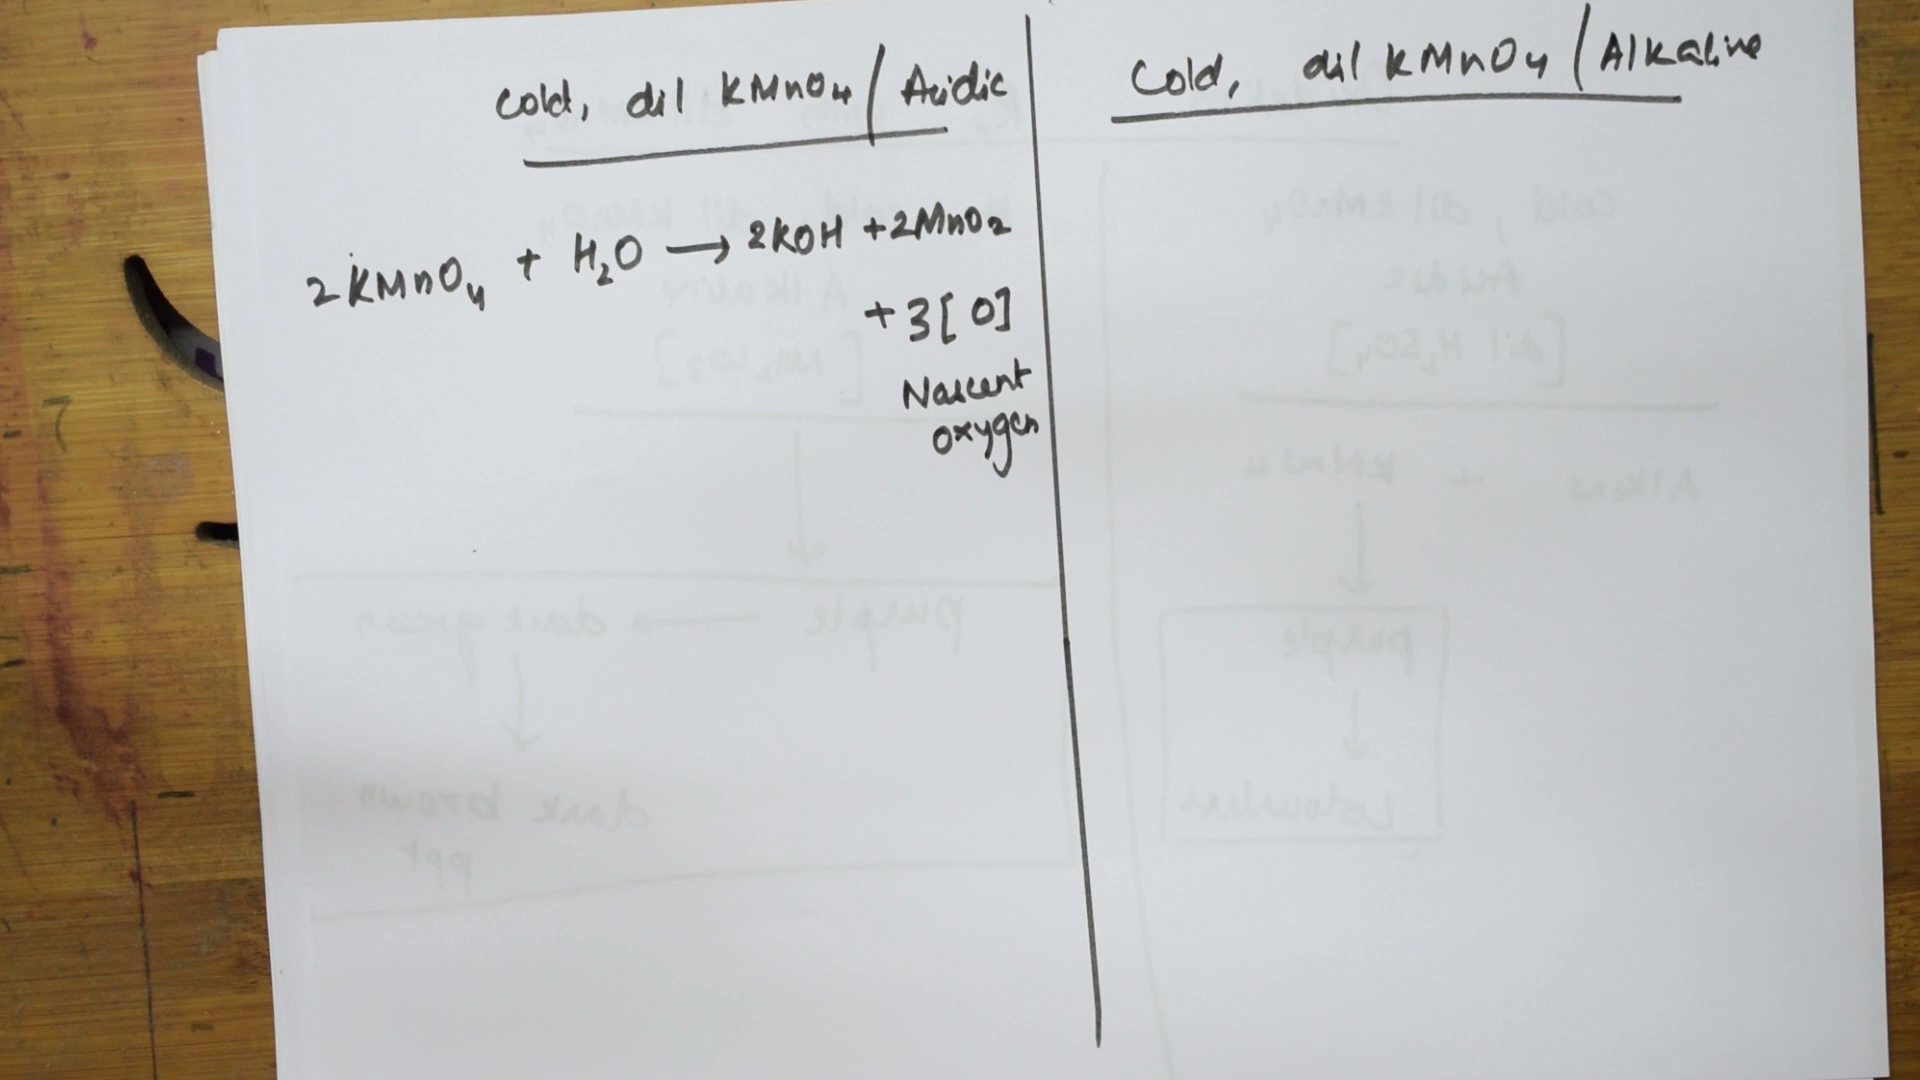 cold, dil KMnO4 / Acidic
2KMnO4 + H2O → 2KOH + 2MnO2
+ 3[O]
Nascent
oxygen
Cold, dil KMnO4 / Alkaline